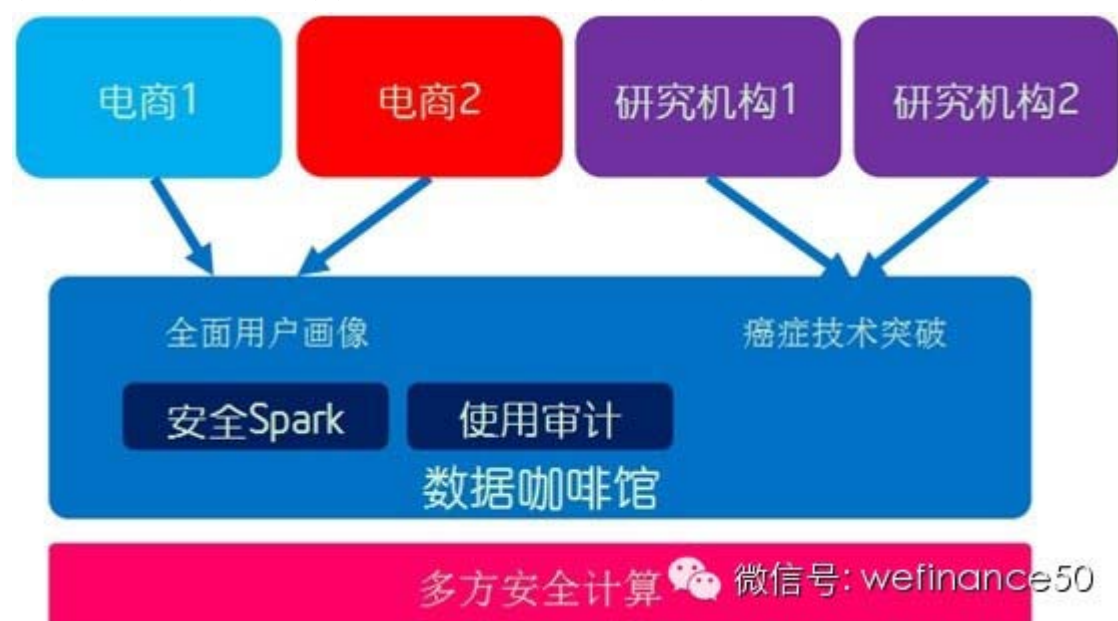 电商1
电商2
研究机构1
研究机构2
全面用户画像
癌症技术突破
安全Spark
使用审计
数据咖啡馆
多方安全计算
微信号: wefinance50